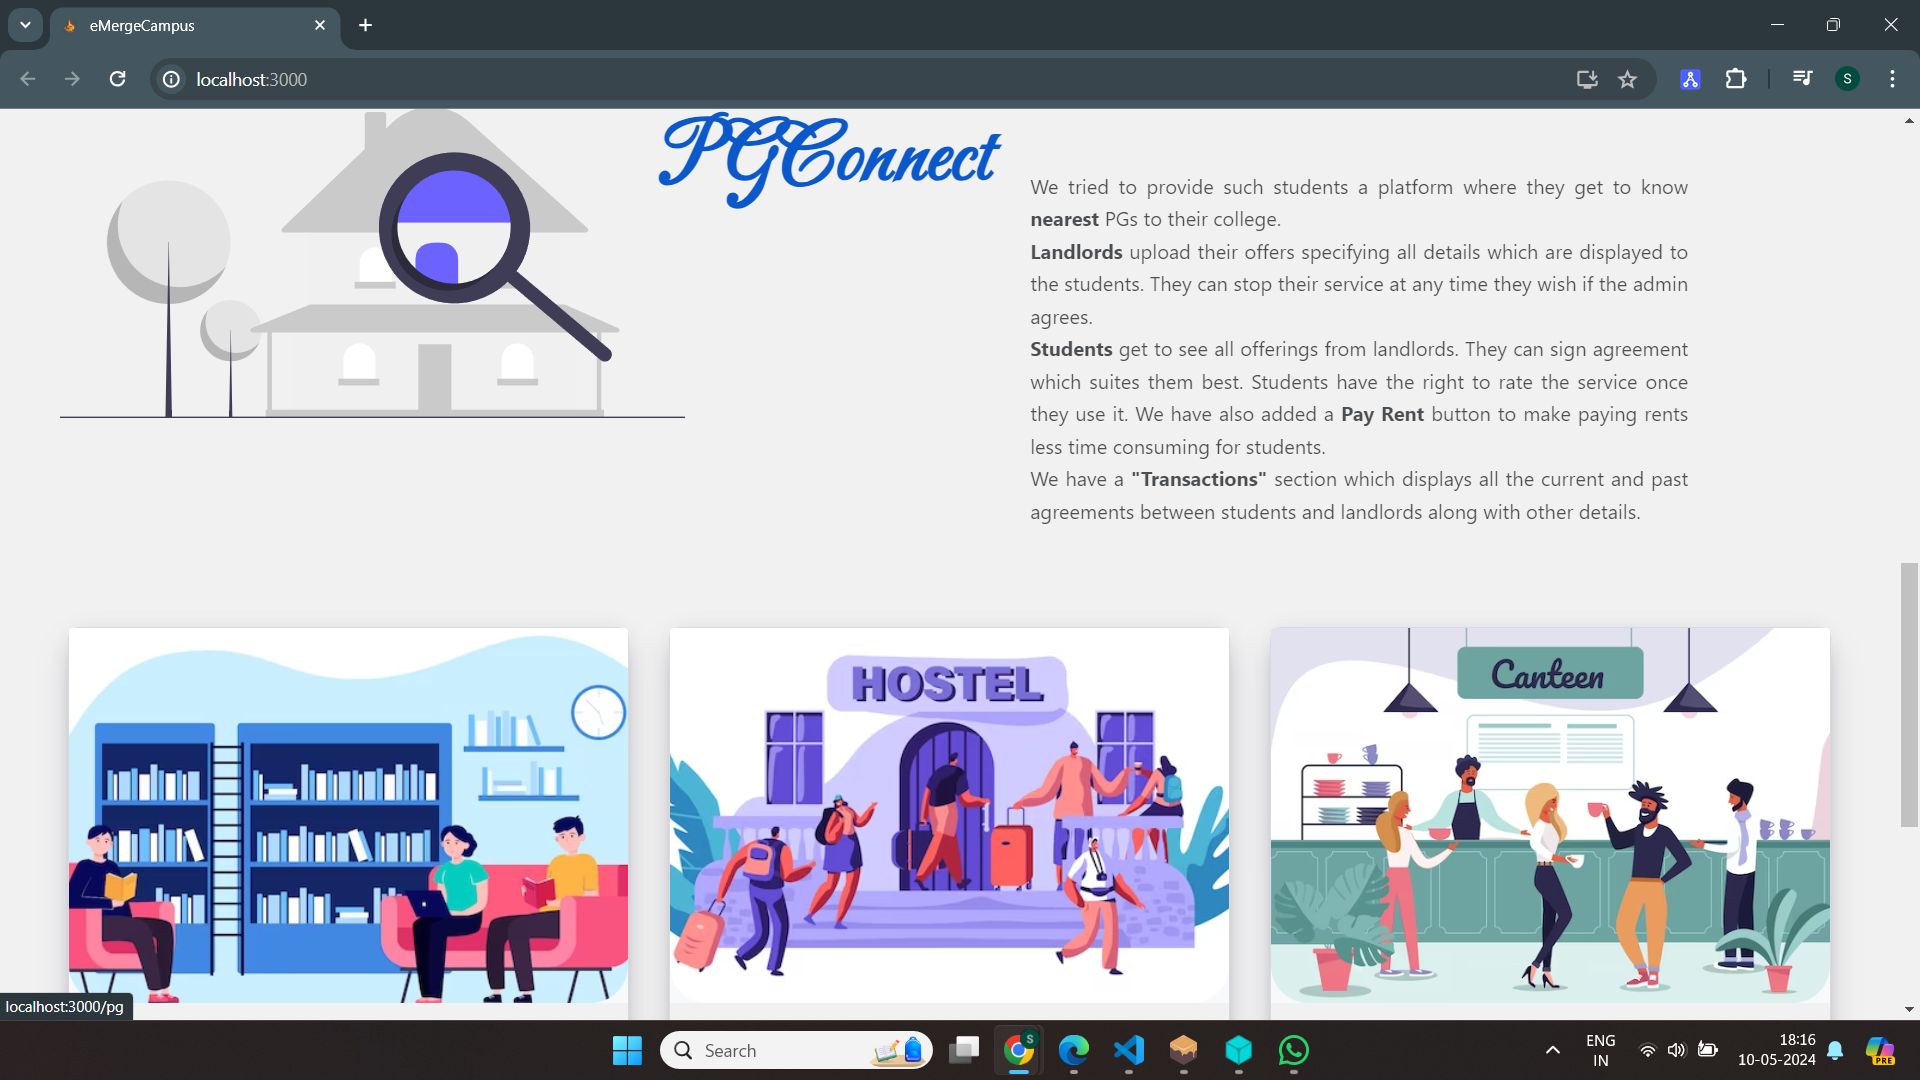 eMergeCampus
localhost:3000
S
PGConnect
We tried to provide such students a platform where they get to know
nearest PGs to their college.
Landlords upload their offers specifying all details which are displayed to
the students. They can stop their service at any time they wish if the admin
agrees.
Students get to see all offerings from landlords. They can sign agreement
which suites them best. Students have the right to rate the service once
they use it. We have also added a Pay Rent button to make paying rents
less time consuming for students.
We have a "Transactions" section which displays all the current and past
agreements between students and landlords along with other details.
HOSTEL
Canteen
localhost:3000/pg
Search
S
ENG
IN
18:16
10-05-2024
PRE